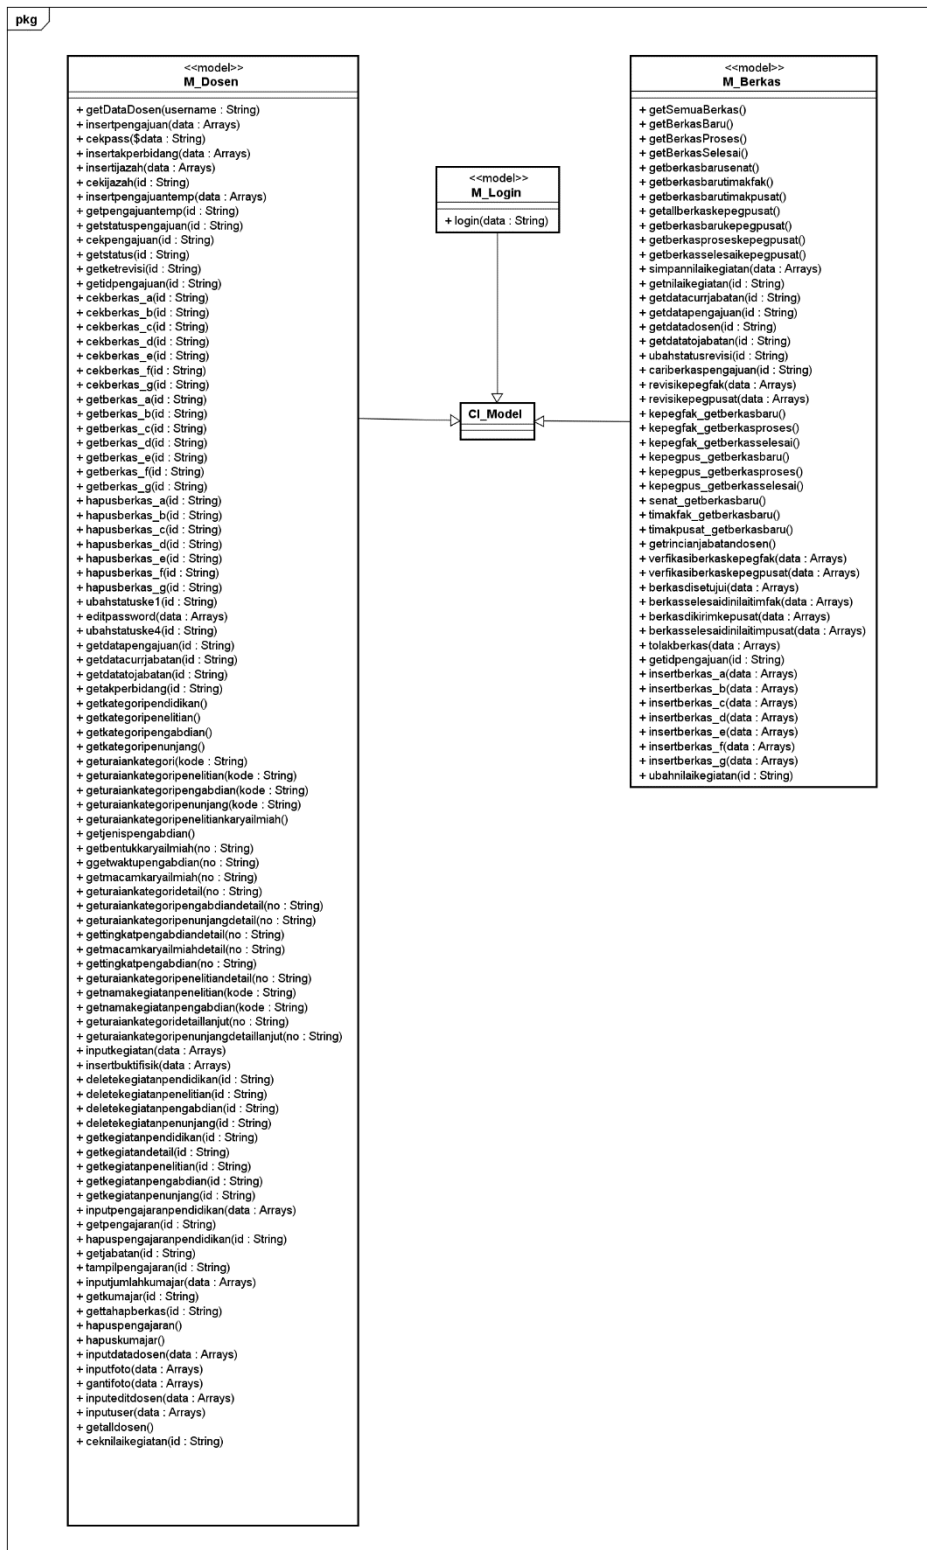 pkg
<<model>>
M_Dosen
+ getDataDosen(username : String)
+ insertpengajuan(data : Arrays)
+ cekpass($data : String)
+ insertakperbidang(data : Arrays)
+ insertijazah(data : Arrays)
+ cekijazah(id : String)
+ insertpengajuantemp(data : Arrays)
+ getpengajuantemp(id : String)
+ getstatuspengajuan(id : String)
+ cekpengajuan(id : String)
+ getstatus(id : String)
+ getketrevisi(id : String)
+ getidpengajuan(id : String)
+ cekberkas_a(id : String)
+ cekberkas_b(id : String)
+ cekberkas_c(id : String)
+ cekberkas_d(id : String)
+ cekberkas_e(id : String)
+ cekberkas_f(id : String)
+ cekberkas_g(id : String)
+ getberkas_a(id : String)
+ getberkas_b(id : String)
+ getberkas_c(id : String)
+ getberkas_d(id : String)
+ getberkas_e(id : String)
+ getberkas_f(id : String)
+ getberkas_g(id : String)
+ hapusberkas_a(id : String)
+ hapusberkas_b(id : String)
+ hapusberkas_c(id : String)
+ hapusberkas_d(id : String)
+ hapusberkas_e(id : String)
+ hapusberkas_f(id : String)
+ hapusberkas_g(id : String)
+ ubahstatuske1(id : String)
+ editpassword(data : Arrays)
+ ubahstatuske4(id : String)
+ getdatapengajuan(id : String)
+ getdatacurrjabatan(id : String)
+ getdatatojabatan(id : String)
+ getakperbidang(id : String)
+ getkategoripendidikan()
+ getkategoripenelitian()
+ getkategoripengabdian()
+ getkategoripenunjang()
+ geturaiankategori(kode : String)
+ geturaiankategoripenelitian(kode : String)
+ geturaiankategoripengabdian(kode : String)
+ geturaiankategoripenunjang(kode : String)
+ geturaiankategoripenelitiankaryailmiah()
+ getjenispengabdian()
+ getbentukkaryailmiah(no : String)
+ ggetwaktupengabdian(no : String)
+ getmacamkaryailmiah(no : String)
+ geturaiankategoridetail(no : String)
+ geturaiankategoripengabdiandetail(no : String)
+ geturaiankategoripenunjangdetail(no : String)
+ gettingkatpengabdiandetail(no : String)
+ getmacamkaryailmiahdetail(no : String)
+ gettingkatpengabdian(no : String)
+ geturaiankategoripenelitiandetail(no : String)
+ getnamakegiatanpenelitian(kode : String)
+ getnamakegiatanpengabdian(kode : String)
+ geturaiankategoridetaillanjut(no : String)
+ geturaiankategoripenunjangdetaillanjut(no : String)
+ inputkegiatan(data : Arrays)
+ insertbuktifisik(data : Arrays)
+ deletekegiatanpendidikan(id : String)
+ deletekegiatanpenelitian(id : String)
+ deletekegiatanpengabdian(id : String)
+ deletekegiatanpenunjang(id : String)
+ getkegiatanpendidikan(id : String)
+ getkegiatandetail(id : String)
+ getkegiatanpenelitian(id : String)
+ getkegiatanpengabdian(id : String)
+ getkegiatanpenunjang(id : String)
+ inputpengajaranpendidikan(data : Arrays)
+ getpengajaran(id : String)
+ hapuspengajaranpendidikan(id : String)
+ getjabatan(id : String)
+ tampilpengajaran(id : String)
+ inputjumlahkumajar(data : Arrays)
+ getkumajar(id : String)
+ gettahapberkas(id : String)
+ hapuspengajaran()
+ hapuskumajar()
+ inputdatadosen(data : Arrays)
+ inputfoto(data : Arrays)
+ gantifoto(data : Arrays)
+ inputeditdosen(data : Arrays)
+ inputuser(data : Arrays)
+ getalldosen()
+ ceknilaikegiatan(id : String)
<<model>>
M_Login
+ login(data : String)
CI_Model
<<model>>
M_Berkas
+ getSemuaBerkas()
+ getBerkasBaru()
+ getBerkasProses()
+ getBerkasSelesai()
+ getberkasbarusenat()
+ getberkasbarutimakfak()
+ getberkasbarutimakpusat()
+ getallberkaskepegpusat()
+ getberkasbarukepegpusat()
+ getberkasproseskepegpusat()
+ getberkasselesaikepegpusat()
+ simpannilaikegiatan(data : Arrays)
+ getnilaikegiatan(id : String)
+ getdatacurrjabatan(id : String)
+ getdatapengajuan(id : String)
+ getdatadosen(id : String)
+ getdatatojabatan(id : String)
+ ubahstatusrevisi(id : String)
+ cariberkaspengajuan(id : String)
+ revisikepegfak(data : Arrays)
+ revisikepegpusat(data : Arrays)
+ kepegfak_getberkasbaru()
+ kepegfak_getberkasproses()
+ kepegfak_getberkasselesai()
+ kepegpus_getberkasbaru()
+ kepegpus_getberkasproses()
+ kepegpus_getberkasselesai()
+ senat_getberkasbaru()
+ timakfak_getberkasbaru()
+ timakpusat_getberkasbaru()
+ getrincianjabatandosen()
+ verfikasiberkaskepegfak(data : Arrays)
+ verfikasiberkaskepegpusat(data : Arrays)
+ berkasdisetujui(data : Arrays)
+ berkasselesaidinilaitimfak(data : Arrays)
+ berkasdikirimkepusat(data : Arrays)
+ berkasselesaidinilaitimpusat(data : Arrays)
+ tolakberkas(data : Arrays)
+ getidpengajuan(id : String)
+ insertberkas_a(data : Arrays)
+ insertberkas_b(data : Arrays)
+ insertberkas_c(data : Arrays)
+ insertberkas_d(data : Arrays)
+ insertberkas_e(data : Arrays)
+ insertberkas_f(data : Arrays)
+ insertberkas_g(data : Arrays)
+ ubahnilaikegiatan(id : String)